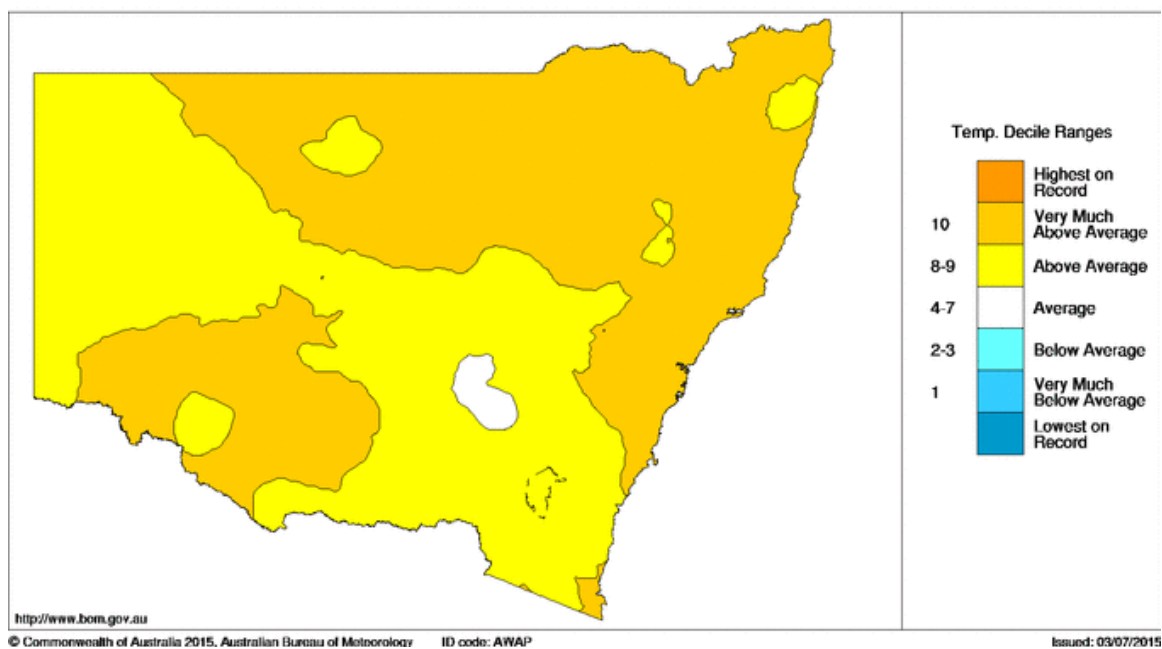 Temp. Decile Ranges
Highest on
Record
10
Very Much
Above Average
8-9
Above Average
4-7
Average
2-3
Below Average
1
Very Much
Below Average
Lowest on
Record
http://www.bom.gov.au
© Commonwealth of Australia 2015, Australian Bureau of Meteorology ID code: AWAP Issued: 03/07/2015